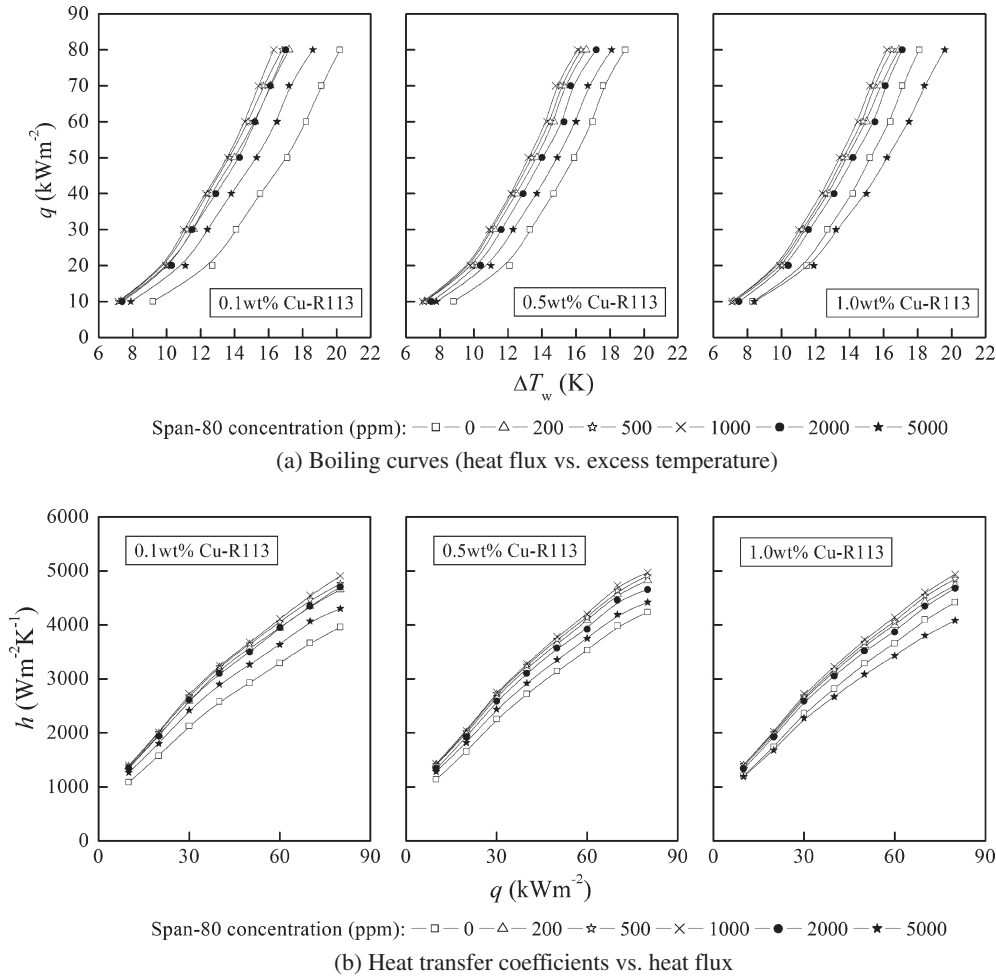 90
80
70
60
50
40
30
20
10
0
q (kWm⁻²)
0.1wt% Cu-R113
0.5wt% Cu-R113
1.0wt% Cu-R113
6 8 10 12 14 16 18 20 22
6 8 10 12 14 16 18 20 22
6 8 10 12 14 16 18 20 22
ΔT_w (K)
Span-80 concentration (ppm): 0 200 500 1000 2000 5000
(a) Boiling curves (heat flux vs. excess temperature)
6000
5000
4000
3000
2000
1000
0
h (Wm⁻²K⁻¹)
0.1wt% Cu-R113
0.5wt% Cu-R113
1.0wt% Cu-R113
0 30 60 90
0 30 60 90
0 30 60 90
q (kWm⁻²)
Span-80 concentration (ppm): 0 200 500 1000 2000 5000
(b) Heat transfer coefficients vs. heat flux